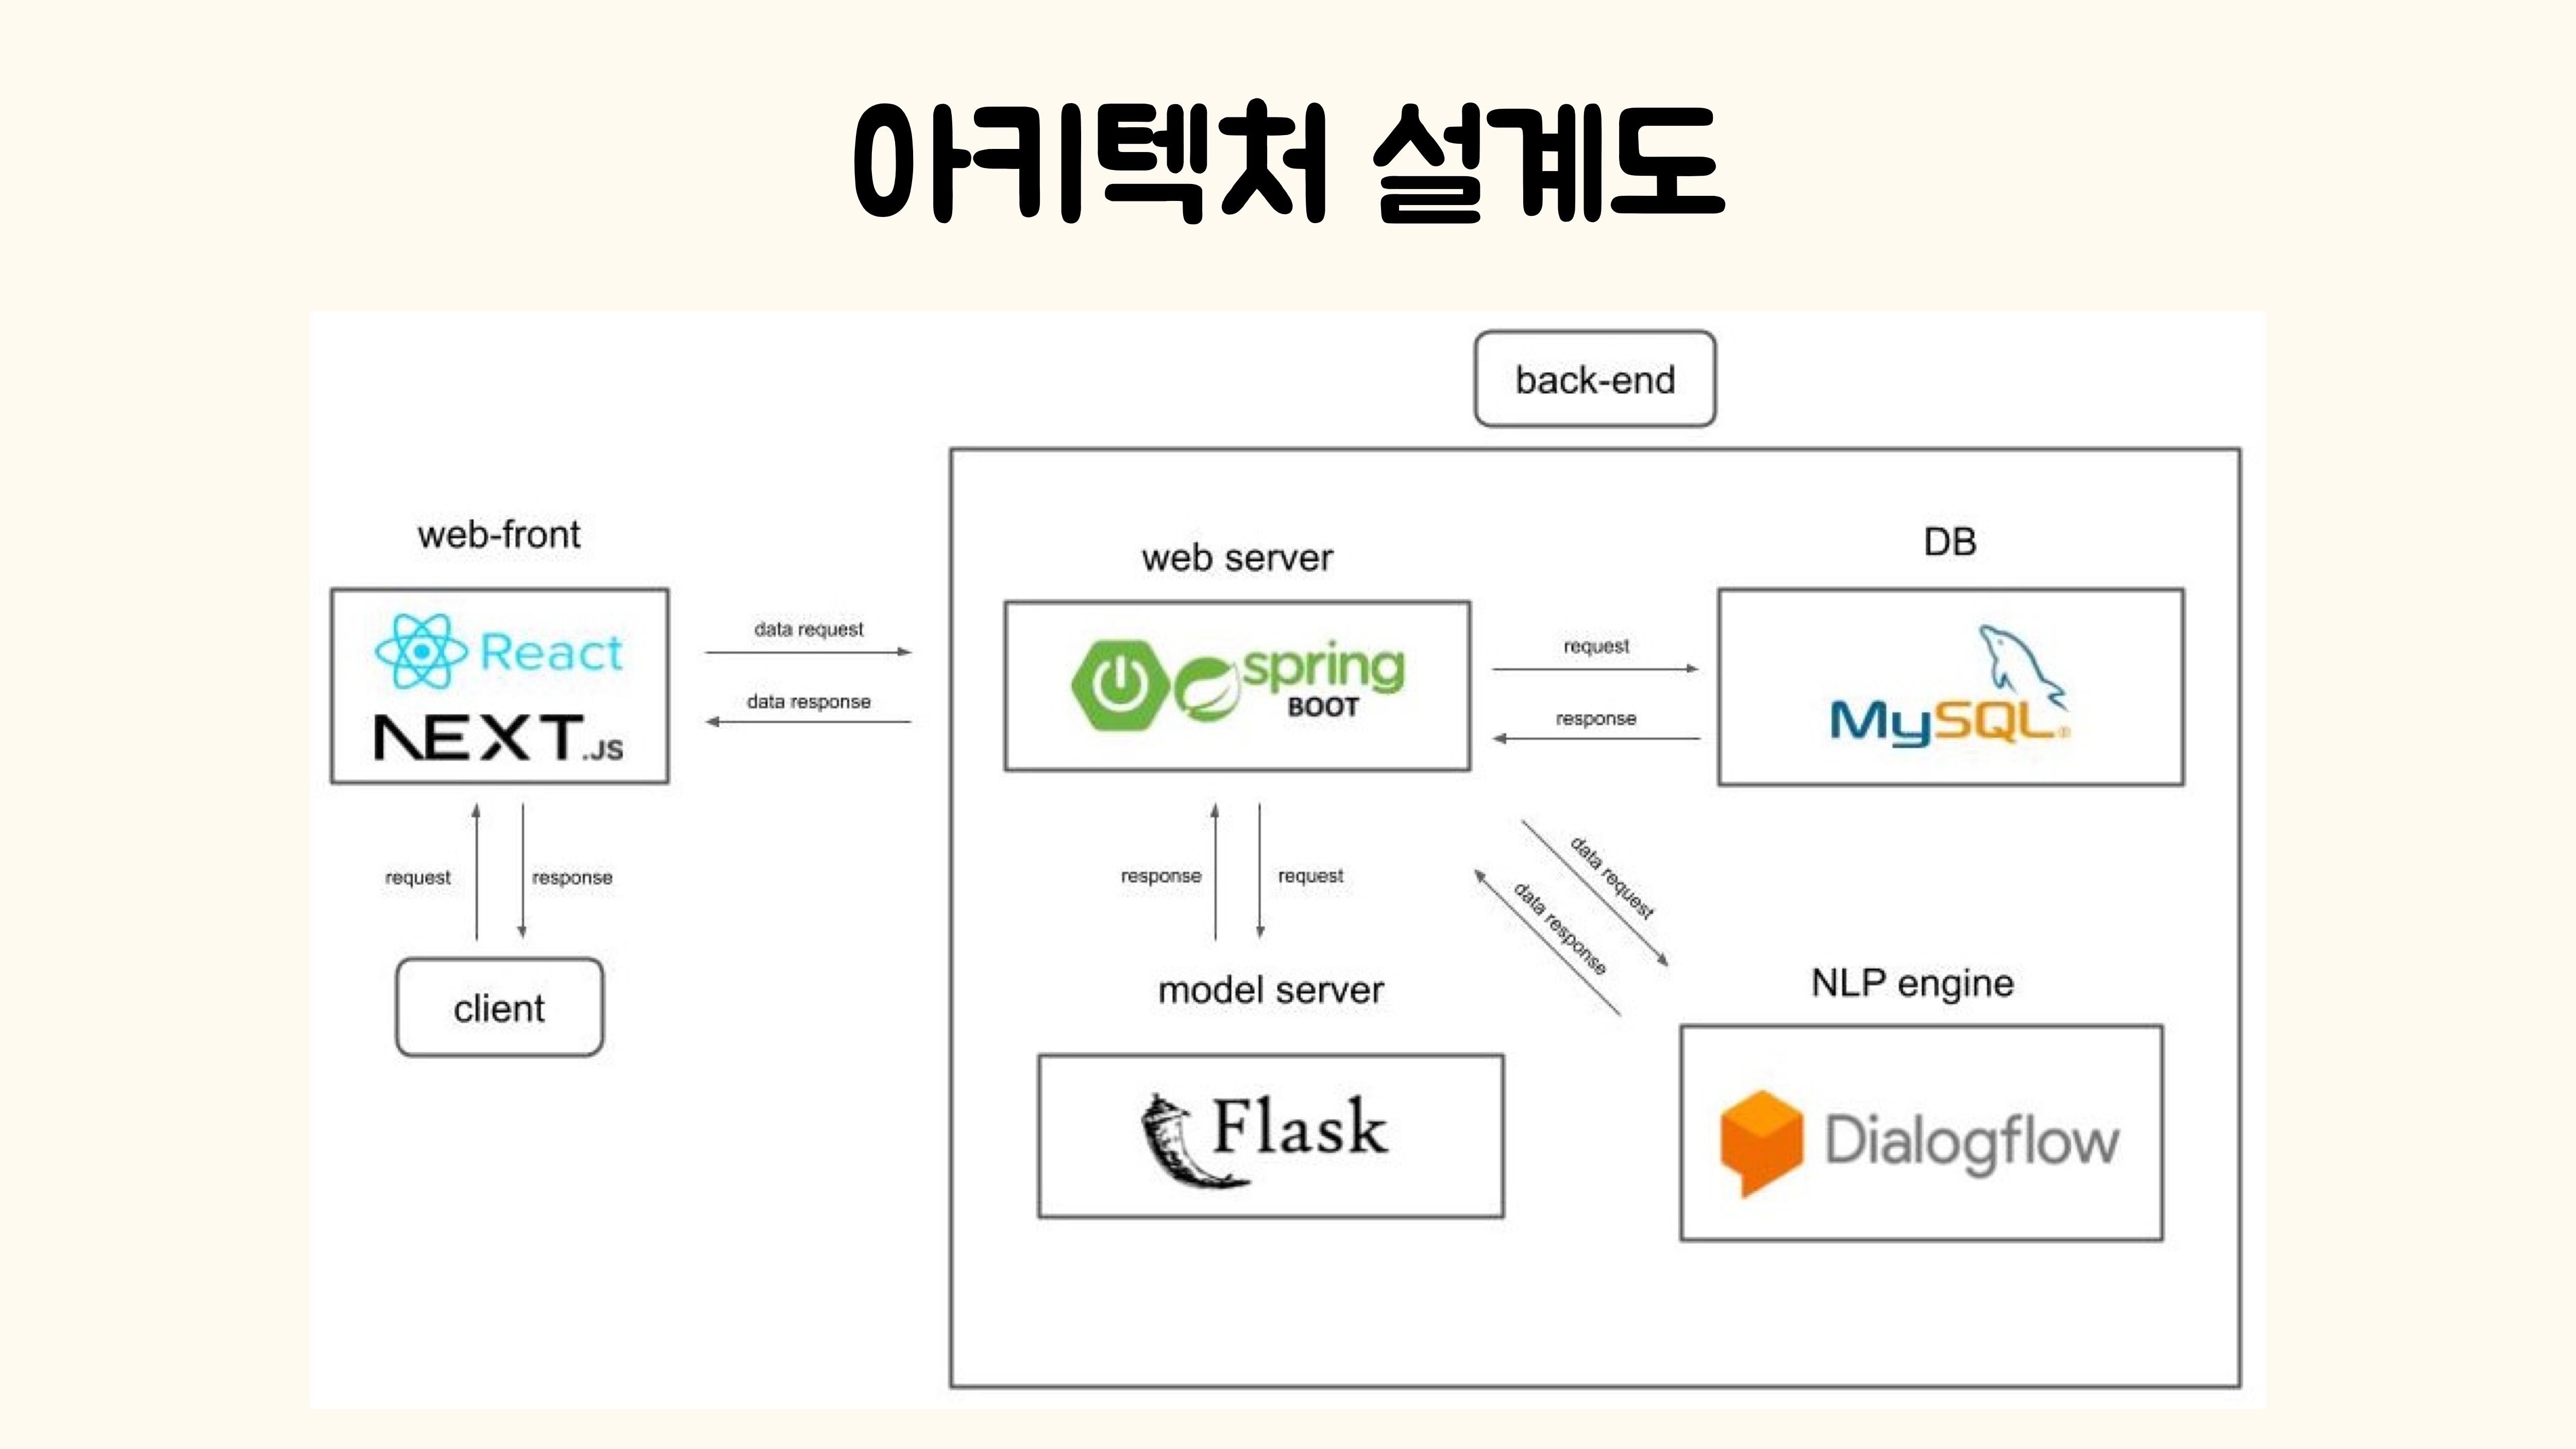 아키텍처 설계도
back-end
web-front
React
NEXT.JS
data request
data response
request
response
client
web server
spring
BOOT
request
response
DB
MySQL®
response
request
data request
data response
model server
Flask
NLP engine
Dialogflow